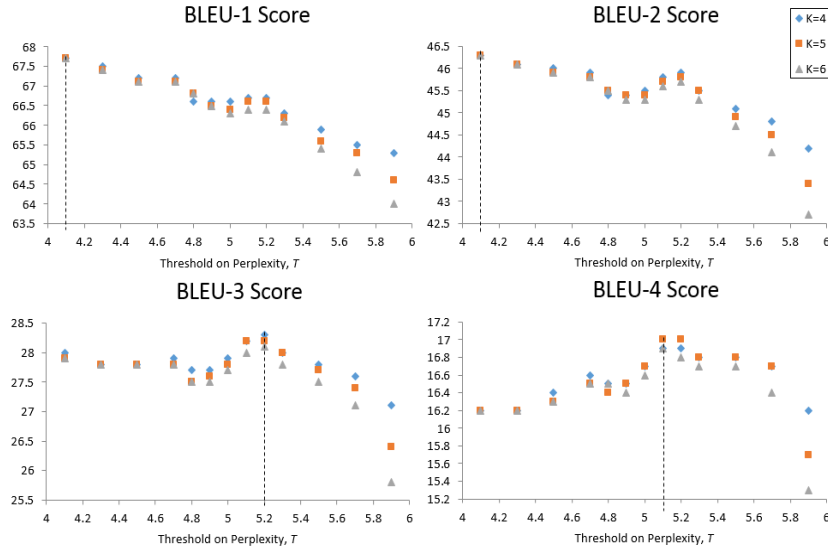 BLEU-1 Score
68
67.5
67
66.5
66
65.5
65
64.5
64
63.5
4 4.2 4.4 4.6 4.8 5 5.2 5.4 5.6 5.8 6
Threshold on Perplexity, T
BLEU-2 Score
46.5
46
45.5
45
44.5
44
43.5
43
42.5
4 4.2 4.4 4.6 4.8 5 5.2 5.4 5.6 5.8 6
Threshold on Perplexity, T
K=4
K=5
K=6
BLEU-3 Score
28.5
28
27.5
27
26.5
26
25.5
4 4.2 4.4 4.6 4.8 5 5.2 5.4 5.6 5.8 6
Threshold on Perplexity, T
BLEU-4 Score
17.2
17
16.8
16.6
16.4
16.2
16
15.8
15.6
15.4
15.2
4 4.2 4.4 4.6 4.8 5 5.2 5.4 5.6 5.8 6
Threshold on Perplexity, T